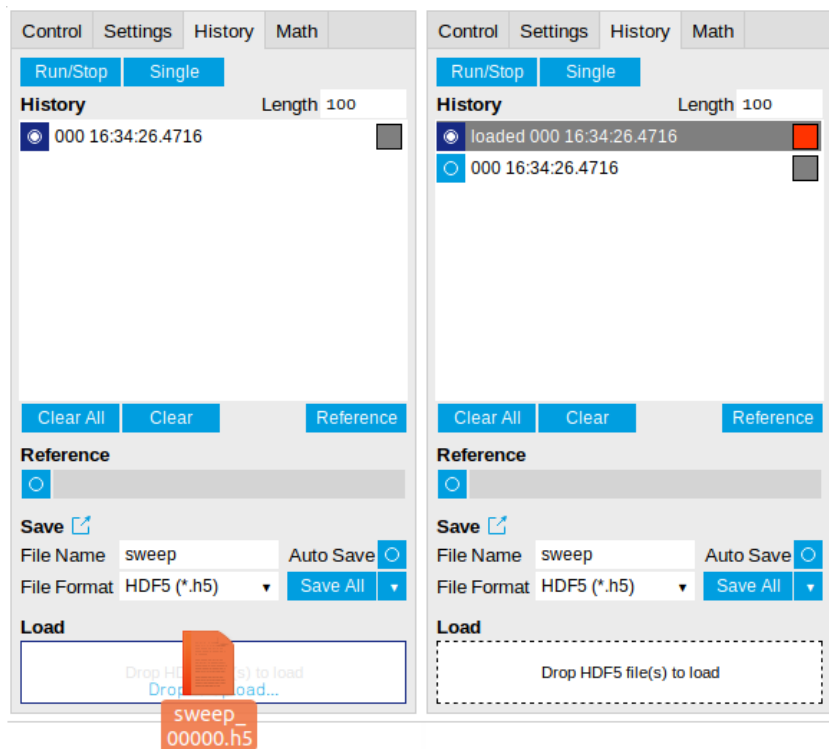 Control Settings History Math
Run/Stop Single
History Length 100
000 16:34:26.4716
Clear All Clear Reference
Reference
Save
File Name sweep Auto Save
File Format HDF5 (*.h5) Save All
Load
Drop HD s) to load
Drop oad...
sweep_
00000.h5
Control Settings History Math
Run/Stop Single
History Length 100
loaded 000 16:34:26.4716
000 16:34:26.4716
Clear All Clear Reference
Reference
Save
File Name sweep Auto Save
File Format HDF5 (*.h5) Save All
Load
Drop HDF5 file(s) to load